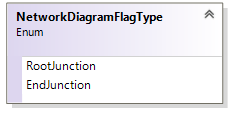 NetworkDiagramFlagType
Enum
RootJunction
EndJunction